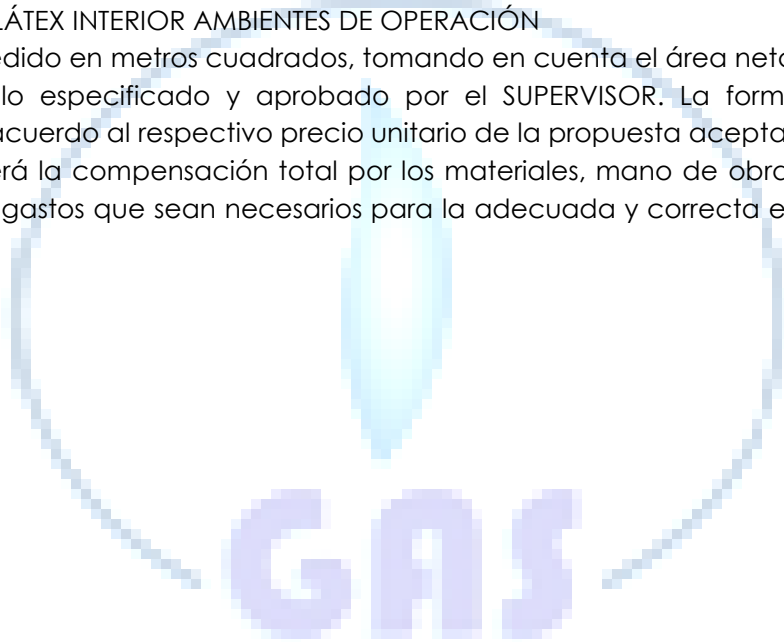 LÁTEX INTERIOR AMBIENTES DE OPERACIÓN
edido en metros cuadrados, tomando en cuenta el área neta
lo especificado y aprobado por el SUPERVISOR. La form
acuerdo al respectivo precio unitario de la propuesta acepta
erá la compensación total por los materiales, mano de obra
gastos que sean necesarios para la adecuada y correcta e
GAS